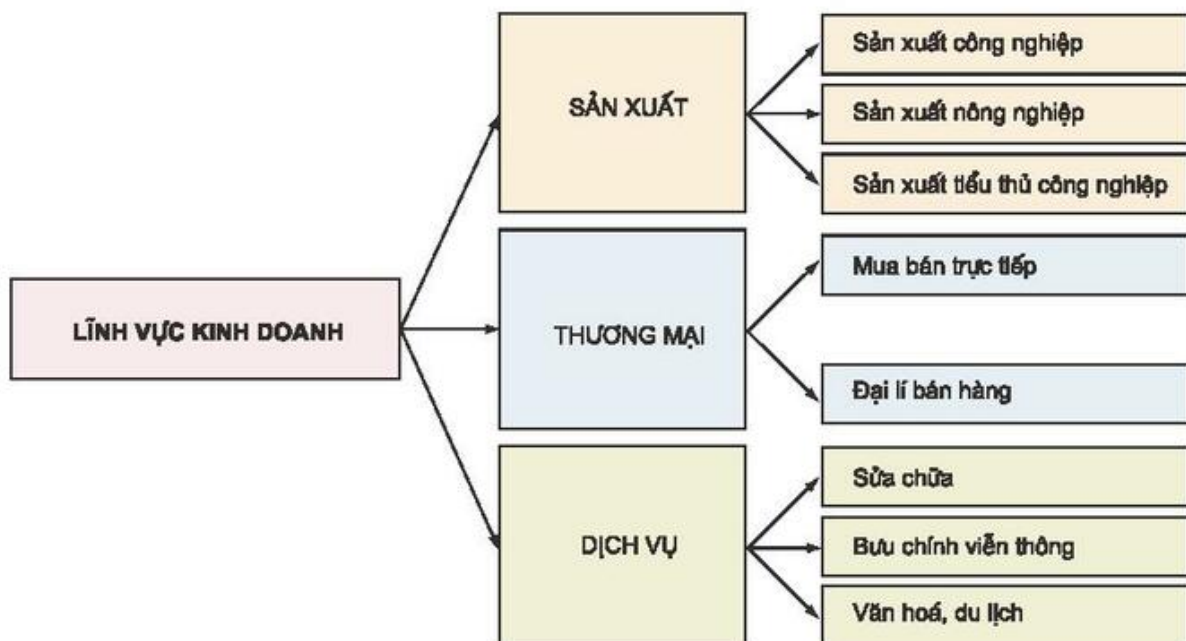 LĨNH VỰC KINH DOANH
SẢN XUẤT
Sản xuất công nghiệp
Sản xuất nông nghiệp
Sản xuất tiểu thủ công nghiệp
THƯƠNG MẠI
Mua bán trực tiếp
Đại lí bán hàng
DỊCH VỤ
Sửa chữa
Bưu chính viễn thông
Văn hoá, du lịch